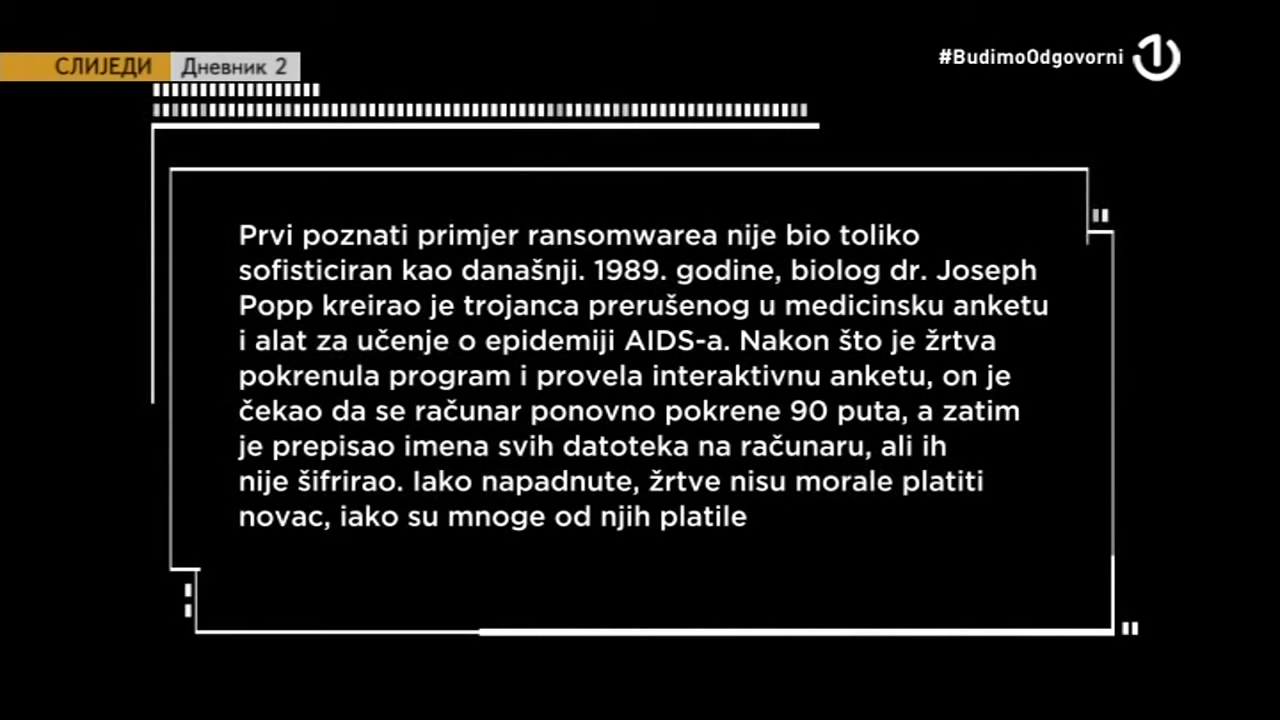 СЛИЈЕДИ Дневник 2
#BudimoOdgovorni 1
Prvi poznati primjer ransomwarea nije bio toliko
sofisticiran kao današnji. 1989. godine, biolog dr. Joseph
Popp kreirao je trojanca prerušenog u medicinsku anketu
i alat za učenje o epidemiji AIDS-a. Nakon što je žrtva
pokrenula program i provela interaktivnu anketu, on je
čekao da se računar ponovno pokrene 90 puta, a zatim
je prepisao imena svih datoteka na računaru, ali ih
nije šifrirao. Iako napadnute, žrtve nisu morale platiti
novac, iako su mnoge od njih platile